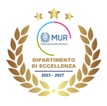 MUR
DIPARTIMENTO
DI ECCELLENZA
2023 - 2027